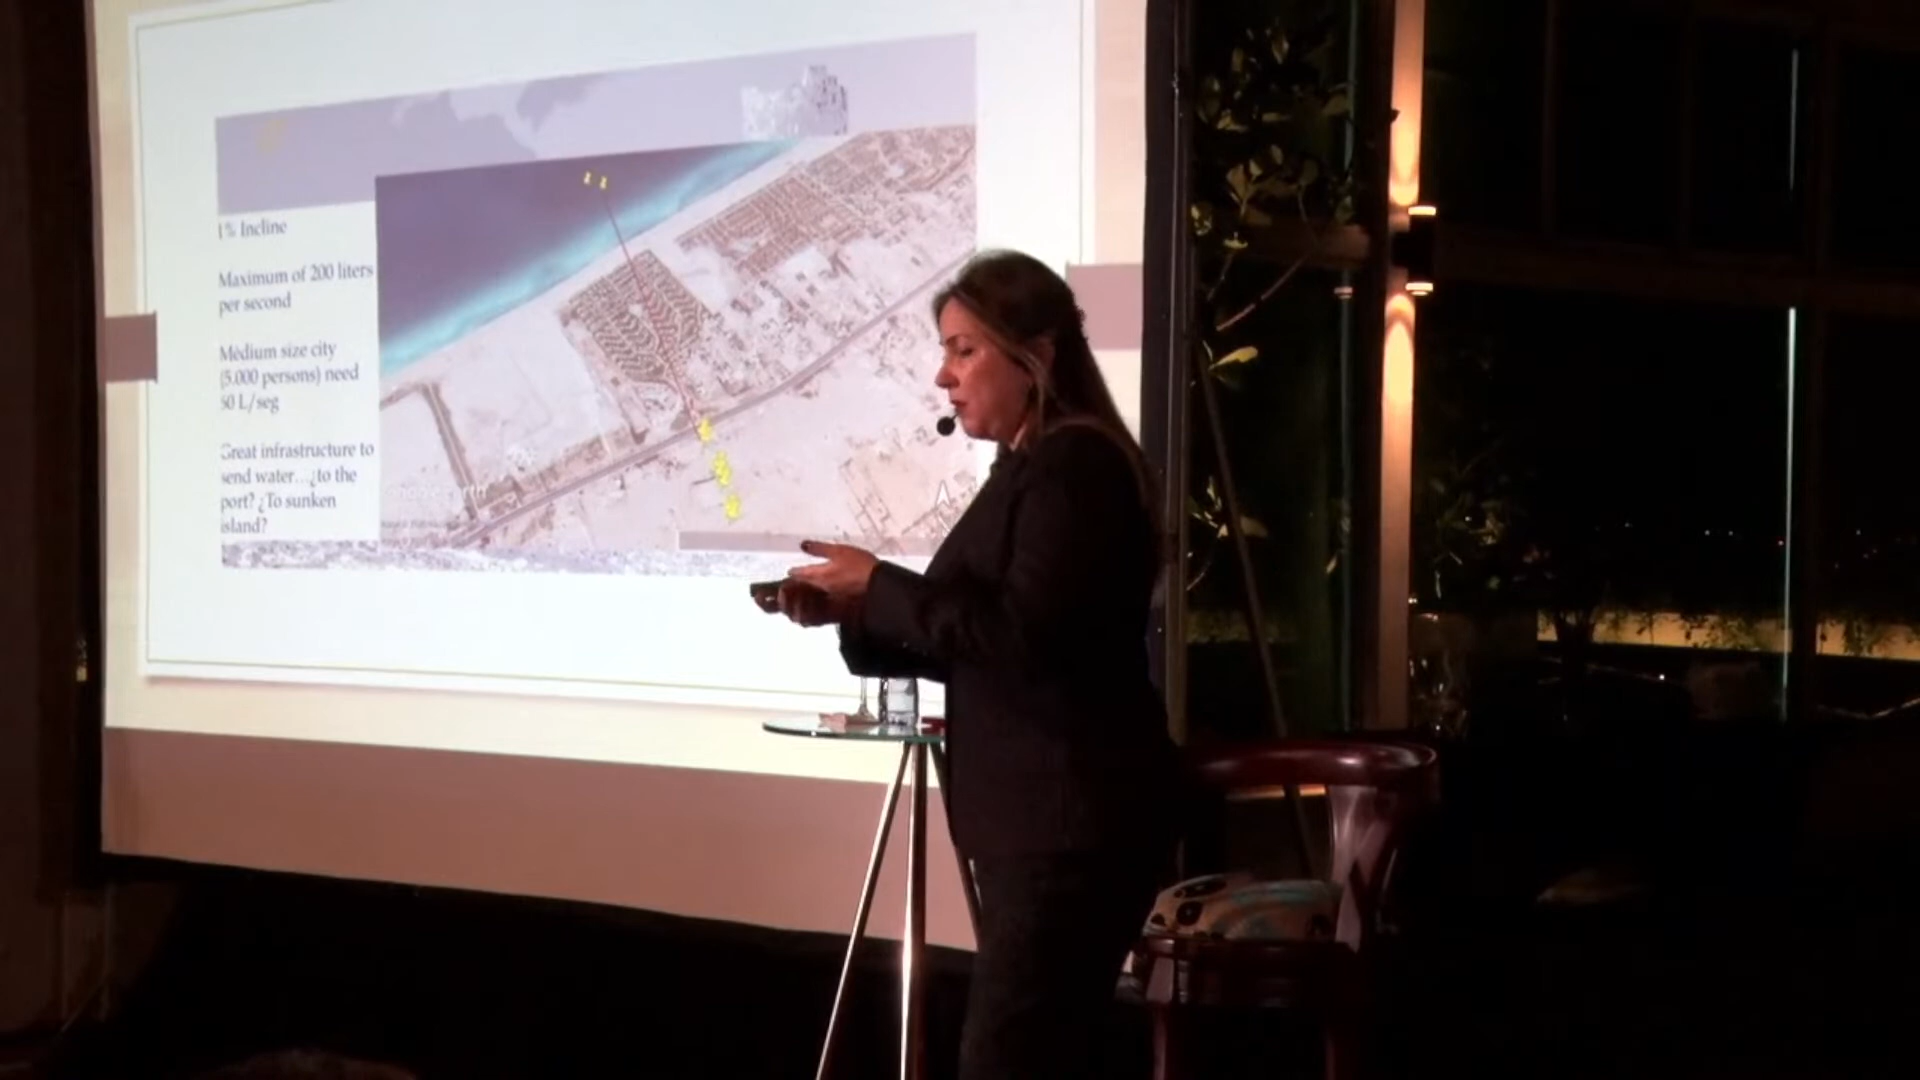 1% Incline
Maximum of 200 liters
per second
Medium size city
(5.000 persons) need
50 L/seg
Great infrastructure to
send water…¿to the
port? ¿To sunken
island?